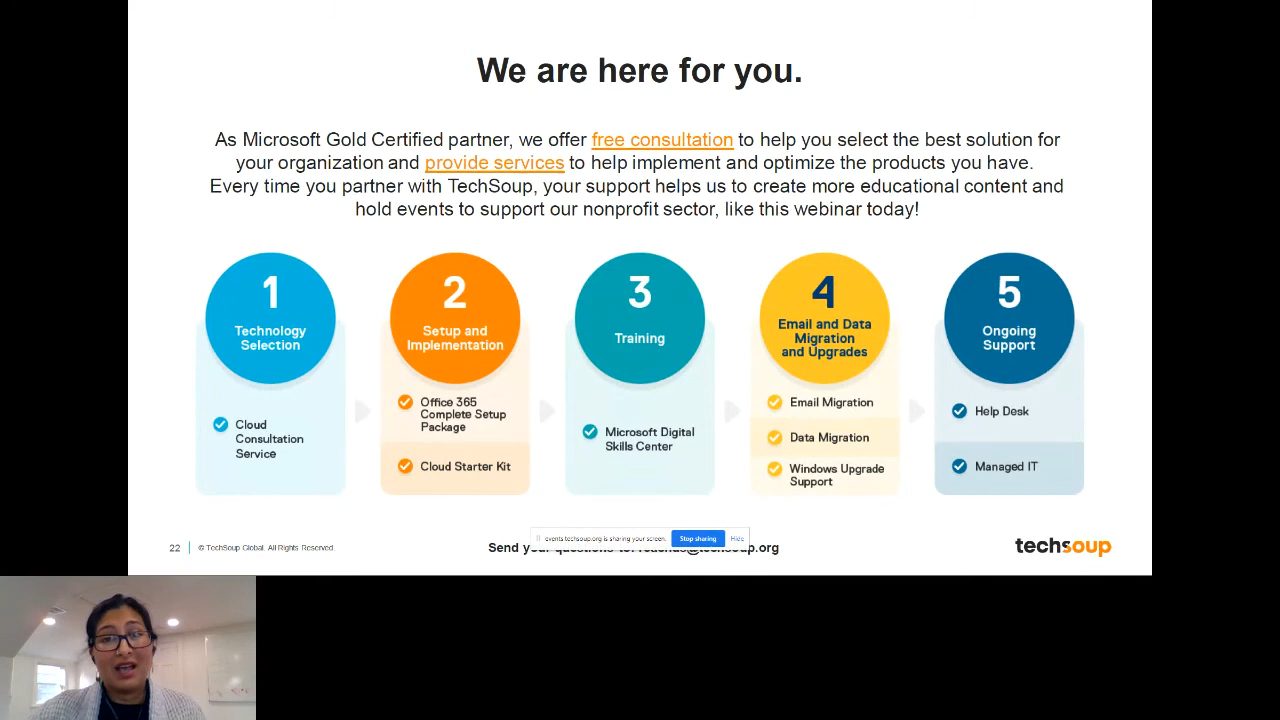 We are here for you.
As Microsoft Gold Certified partner, we offer free consultation to help you select the best solution for
your organization and provide services to help implement and optimize the products you have.
Every time you partner with TechSoup, your support helps us to create more educational content and
hold events to support our nonprofit sector, like this webinar today!
1
Technology
Selection
Cloud
Consultation
Service
2
Setup and
Implementation
Office 365
Complete Setup
Package
Cloud Starter Kit
3
Training
Microsoft Digital
Skills Center
4
Email and Data
Migration
and Upgrades
Email Migration
Data Migration
Windows Upgrade
Support
5
Ongoing
Support
Help Desk
Managed IT
events.techsoup.org is sharing your screen.
Stop sharing
Hide
22
© TechSoup Global. All Rights Reserved.
Send your questions to:
techsoup